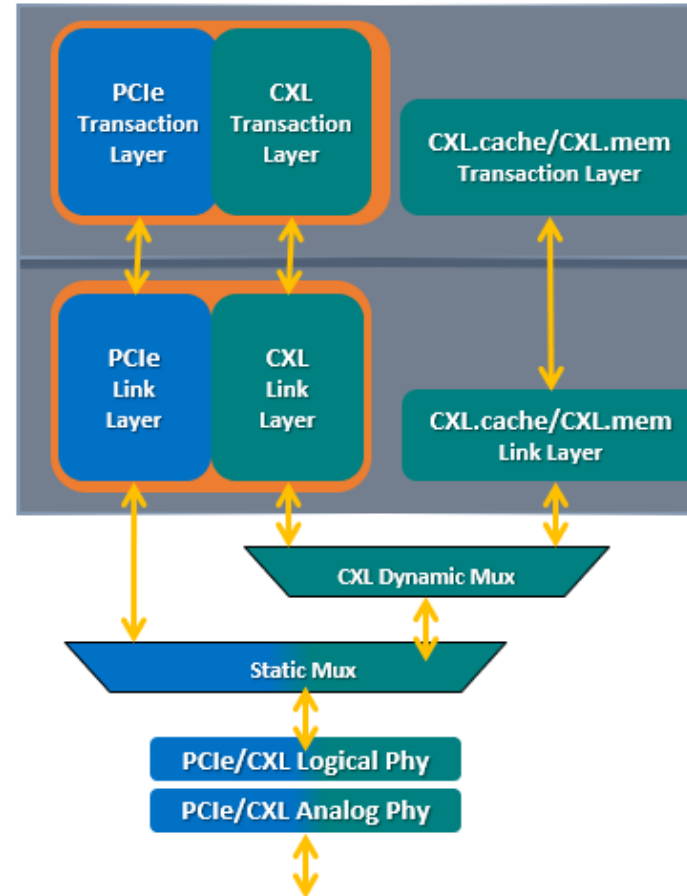 PCIe
Transaction
Layer
CXL
Transaction
Layer
CXL.cache/CXL.mem
Transaction Layer
PCIe
Link
Layer
CXL
Link
Layer
CXL.cache/CXL.mem
Link Layer
CXL Dynamic Mux
Static Mux
PCIe/CXL Logical Phy
PCIe/CXL Analog Phy